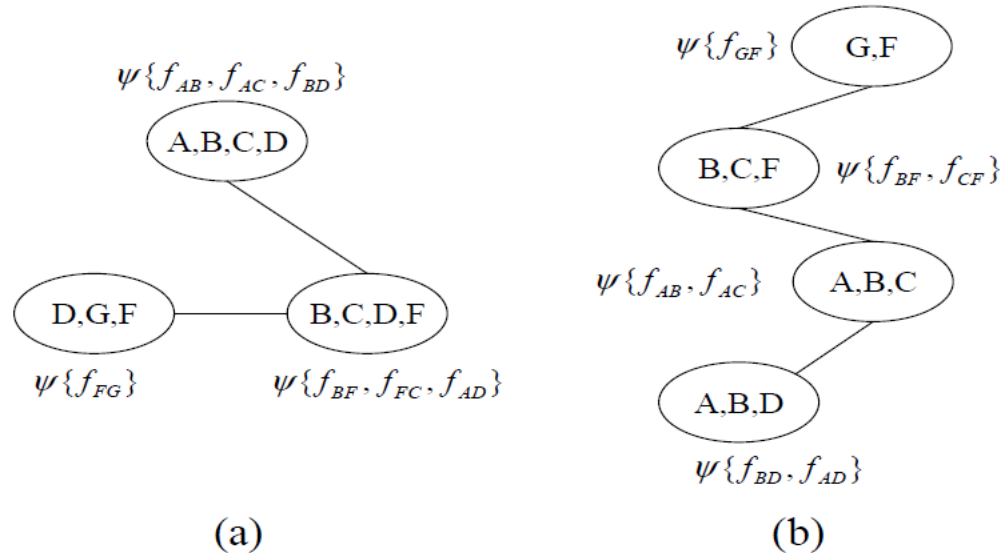 ψ{f_AB, f_AC, f_BD}
A,B,C,D
D,G,F
B,C,D,F
ψ{f_FG}
ψ{f_BF, f_FC, f_AD}
(a)
ψ{f_GF}
G,F
B,C,F
ψ{f_BF, f_CF}
ψ{f_AB, f_AC}
A,B,C
A,B,D
ψ{f_BD, f_AD}
(b)